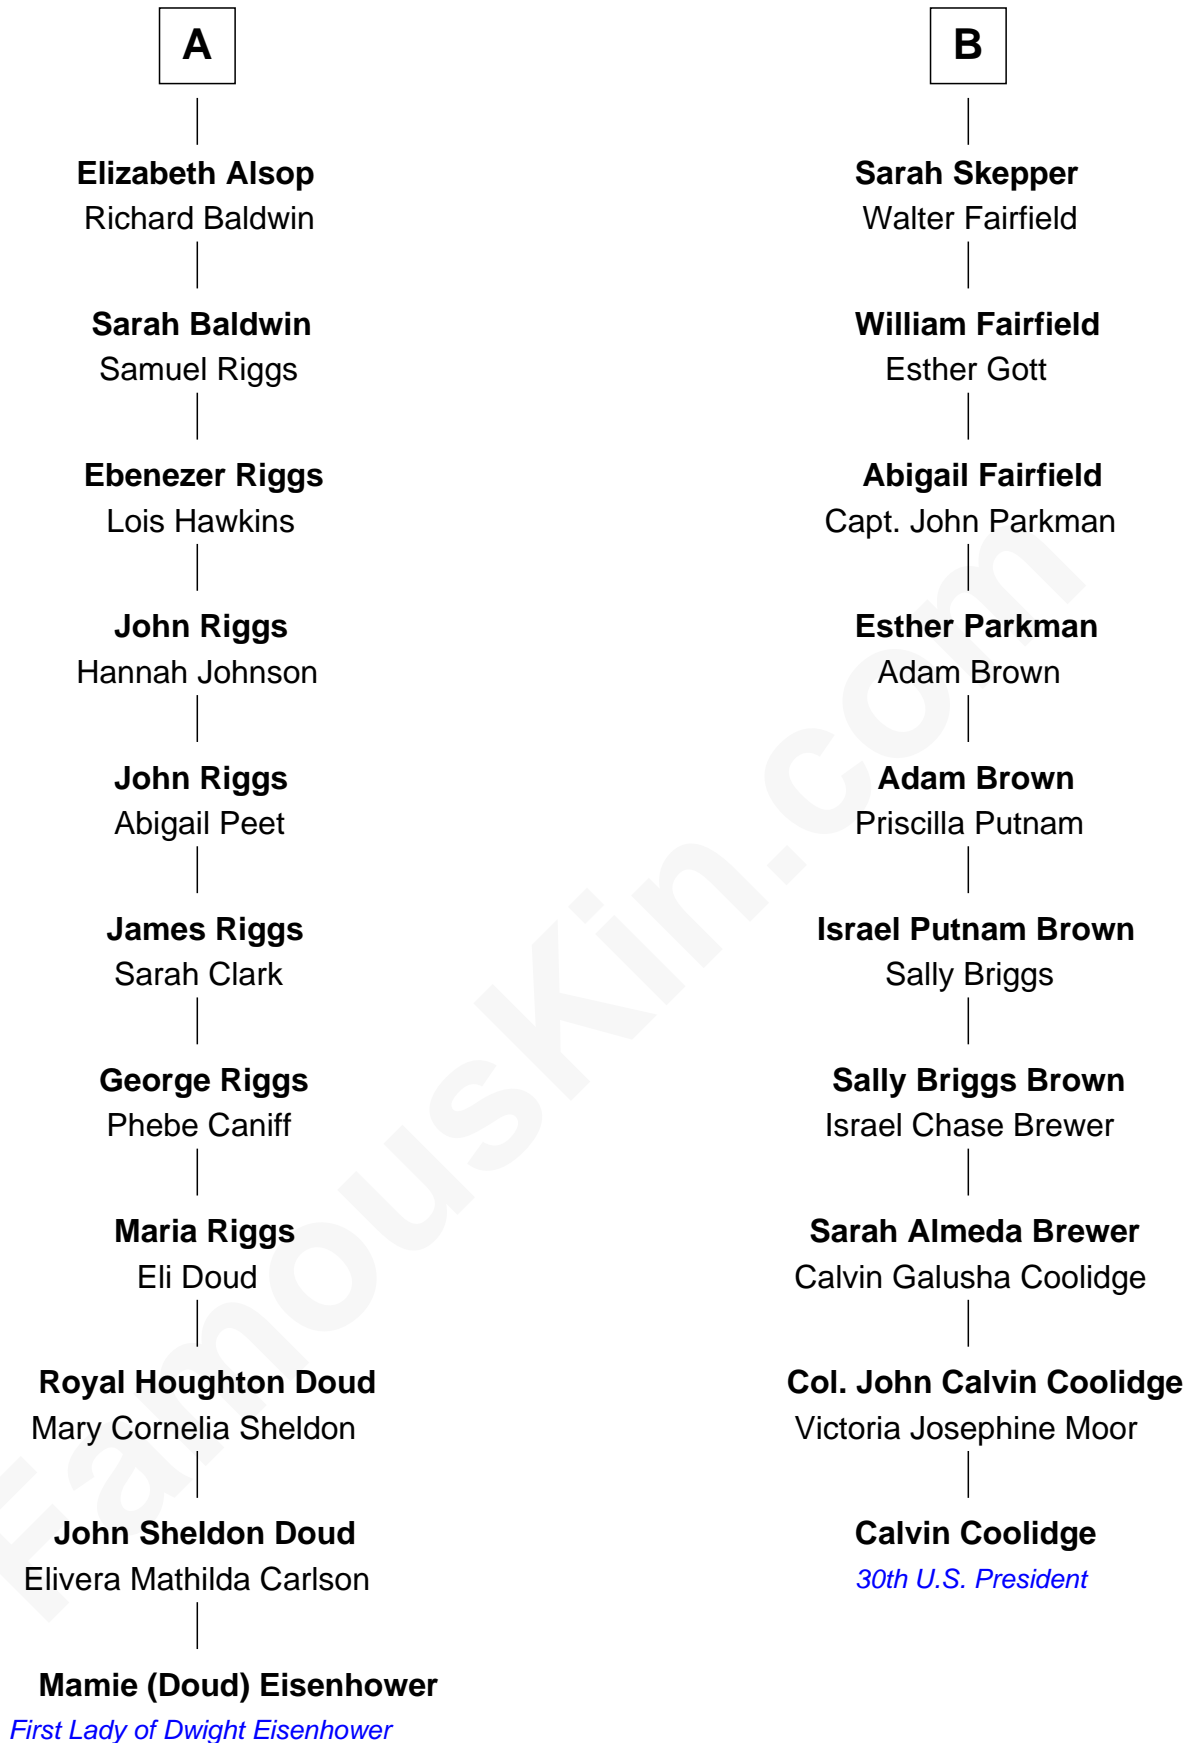 A
Elizabeth Alsop
Richard Baldwin
Sarah Baldwin
Samuel Riggs
Ebenezer Riggs
Lois Hawkins
John Riggs
Hannah Johnson
John Riggs
Abigail Peet
James Riggs
Sarah Clark
George Riggs
Phebe Caniff
Maria Riggs
Eli Doud
Royal Houghton Doud
Mary Cornelia Sheldon
John Sheldon Doud
Elivera Mathilda Carlson
Mamie (Doud) Eisenhower
First Lady of Dwight Eisenhower
B
Sarah Skepper
Walter Fairfield
William Fairfield
Esther Gott
Abigail Fairfield
Capt. John Parkman
Esther Parkman
Adam Brown
Adam Brown
Priscilla Putnam
Israel Putnam Brown
Sally Briggs
Sally Briggs Brown
Israel Chase Brewer
Sarah Almeda Brewer
Calvin Galusha Coolidge
Col. John Calvin Coolidge
Victoria Josephine Moor
Calvin Coolidge
30th U.S. President
FamousKin.com